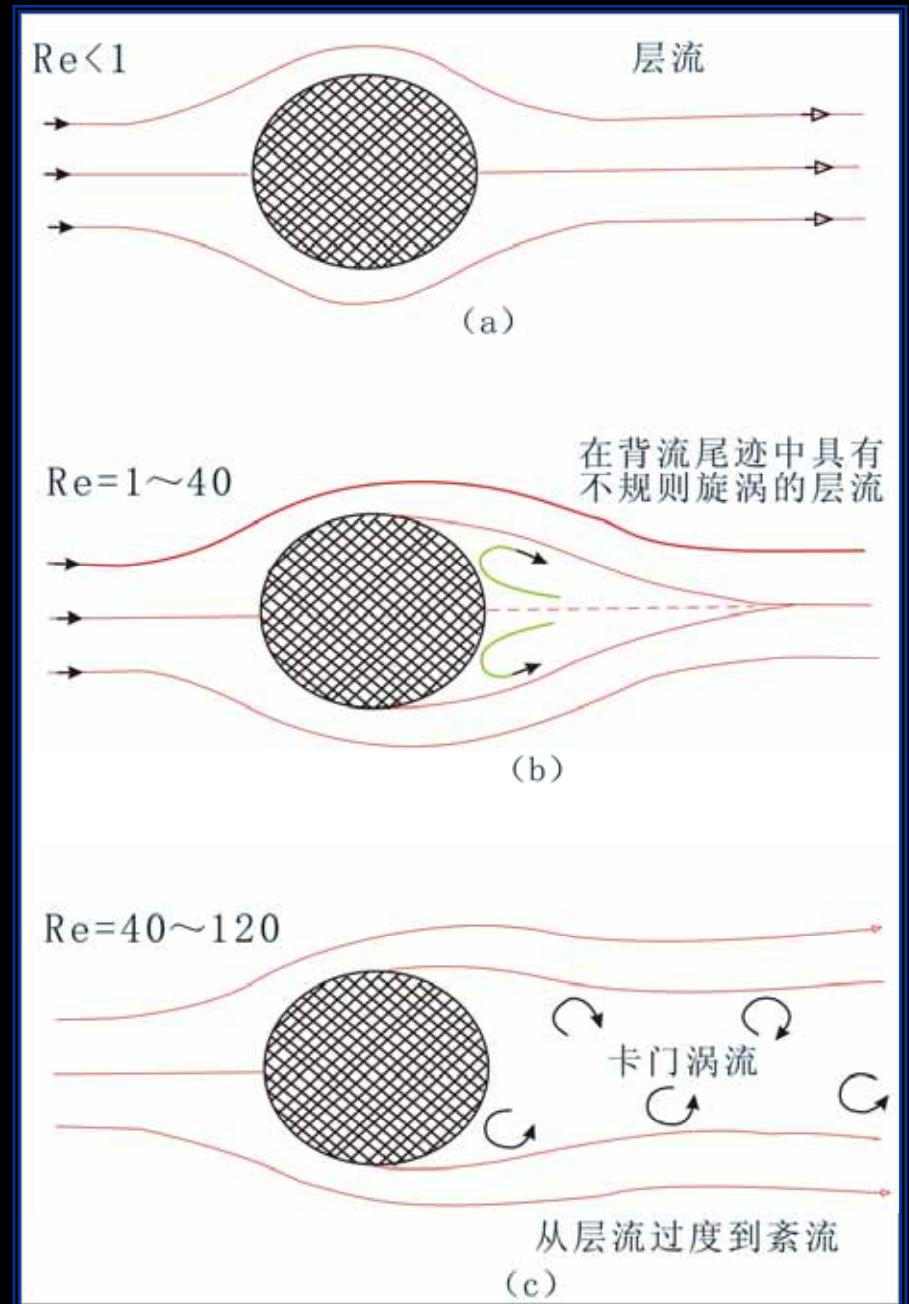 Re<1
层流
(a)
Re=1～40
在背流尾迹中具有
不规则旋涡的层流
(b)
Re=40～120
卡门涡流
从层流过度到紊流
(c)